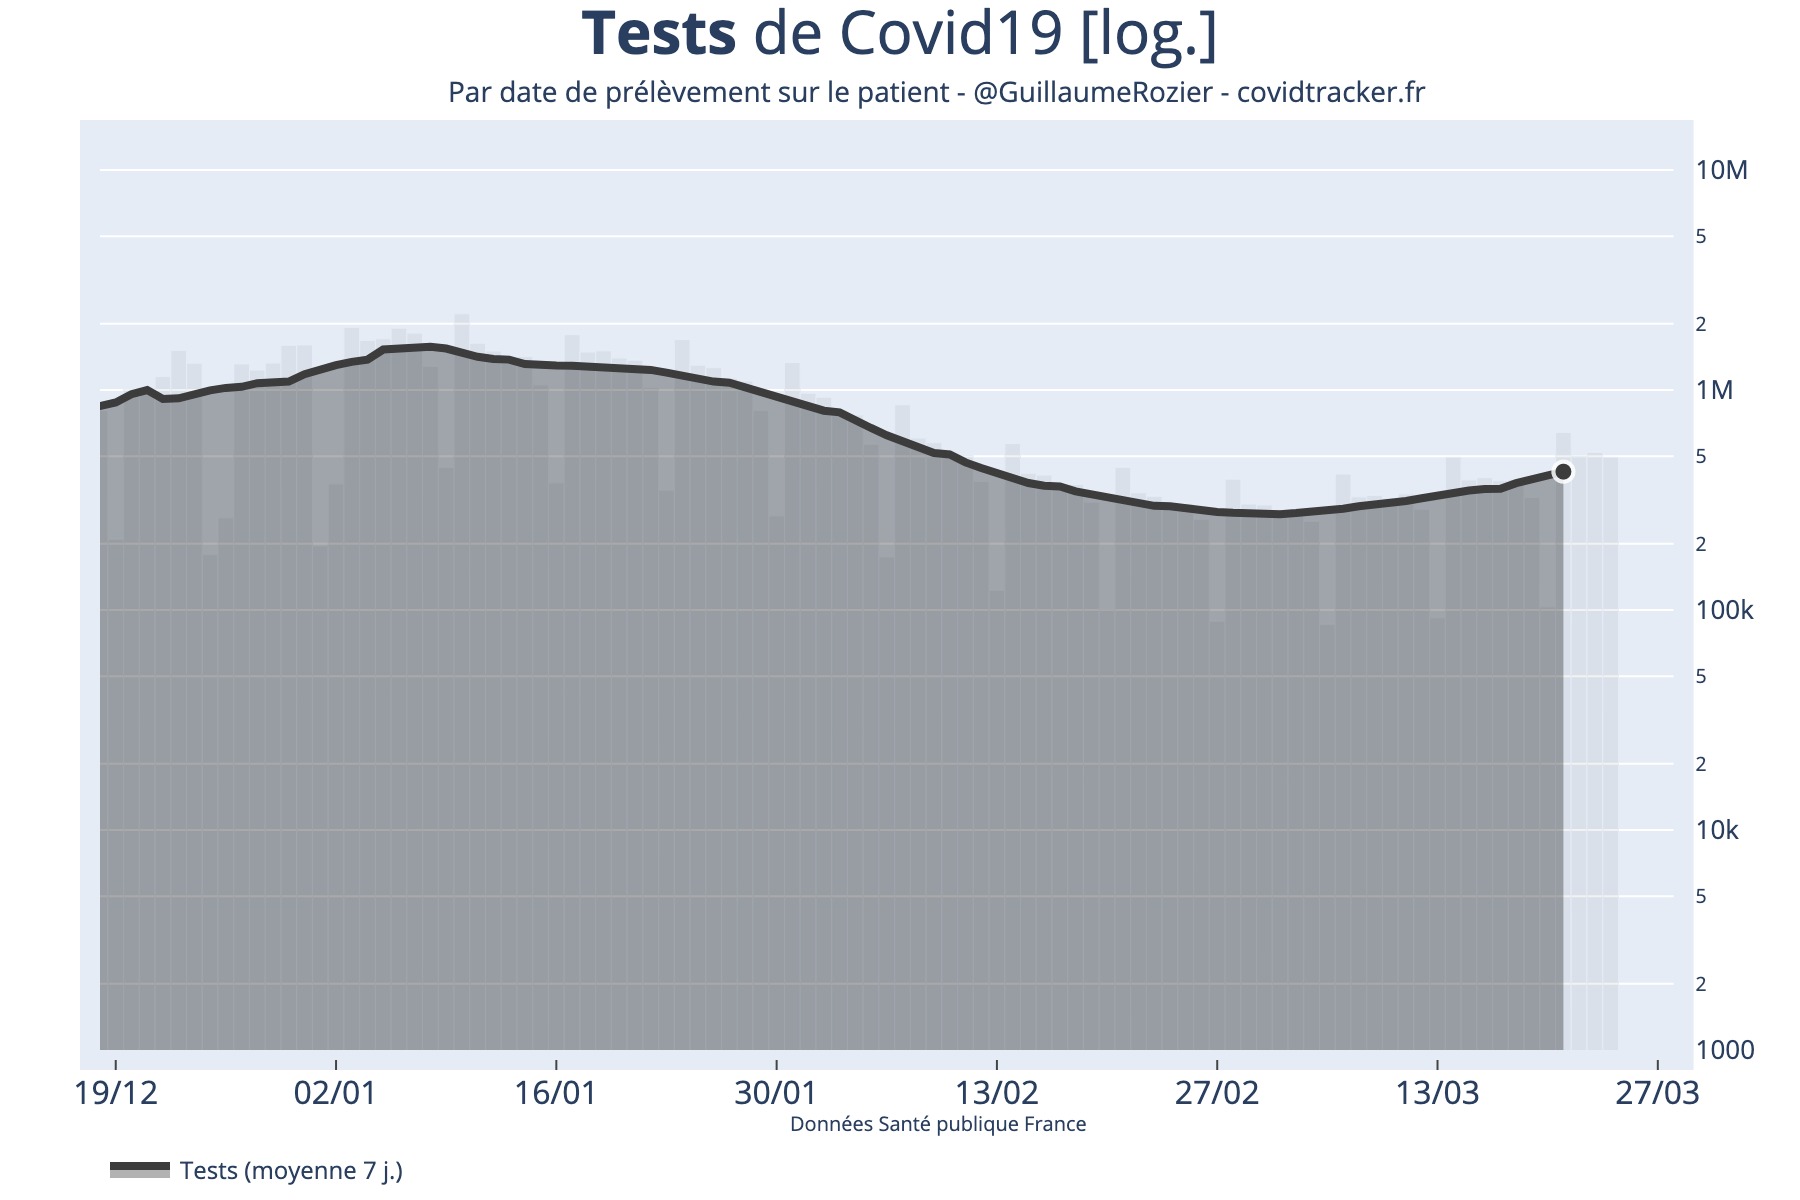 Tests de Covid19 [log.]
Par date de prélèvement sur le patient - @GuillaumeRozier - covidtracker.fr
10M
5
2
1M
5
2
100k
5
2
10k
5
2
1000
19/12 02/01 16/01 30/01 13/02 27/02 13/03 27/03
Données Santé publique France
Tests (moyenne 7 j.)